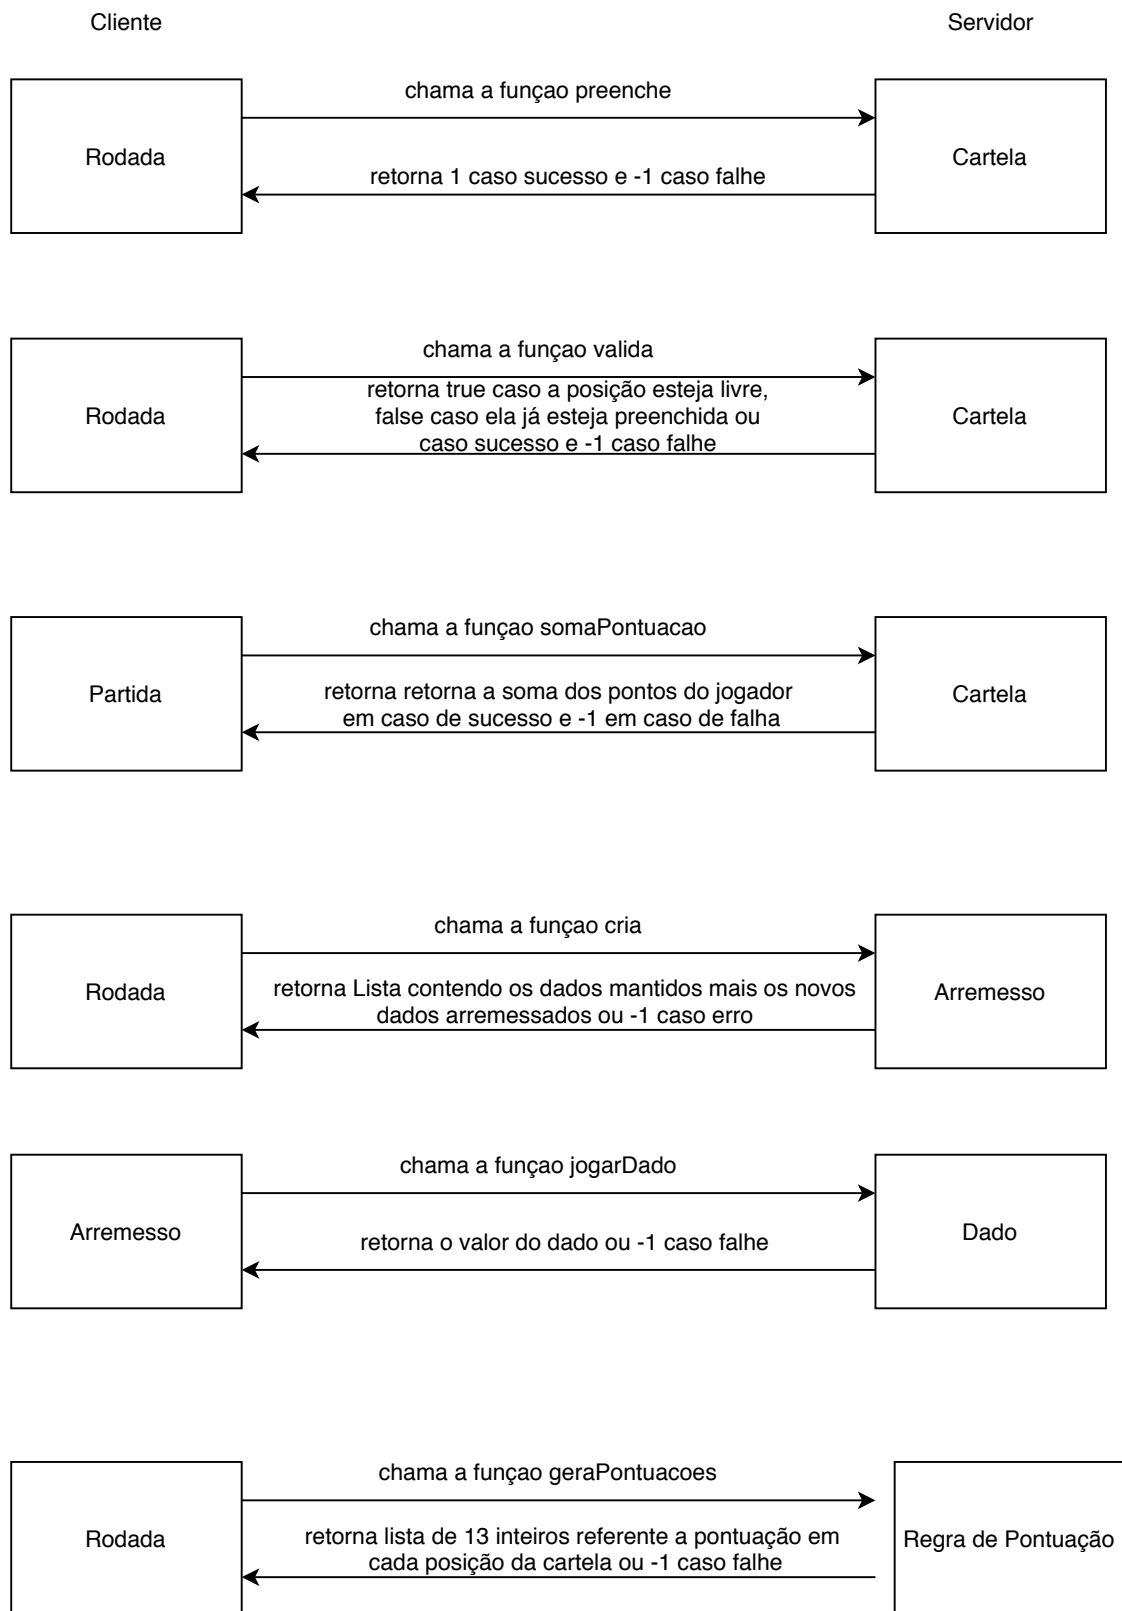 Cliente
Servidor
chama a funçao preenche
Rodada
Cartela
retorna 1 caso sucesso e -1 caso falhe
chama a funçao valida
Rodada
retorna true caso a posição esteja livre,
false caso ela já esteja preenchida ou
caso sucesso e -1 caso falhe
Cartela
chama a funçao somaPontuacao
Partida
retorna retorna a soma dos pontos do jogador
em caso de sucesso e -1 em caso de falha
Cartela
chama a funçao cria
Rodada
retorna Lista contendo os dados mantidos mais os novos
dados arremessados ou -1 caso erro
Arremesso
chama a funçao jogarDado
Arremesso
retorna o valor do dado ou -1 caso falhe
Dado
chama a funçao geraPontuacoes
Rodada
retorna lista de 13 inteiros referente a pontuação em
cada posição da cartela ou -1 caso falhe
Regra de Pontuação